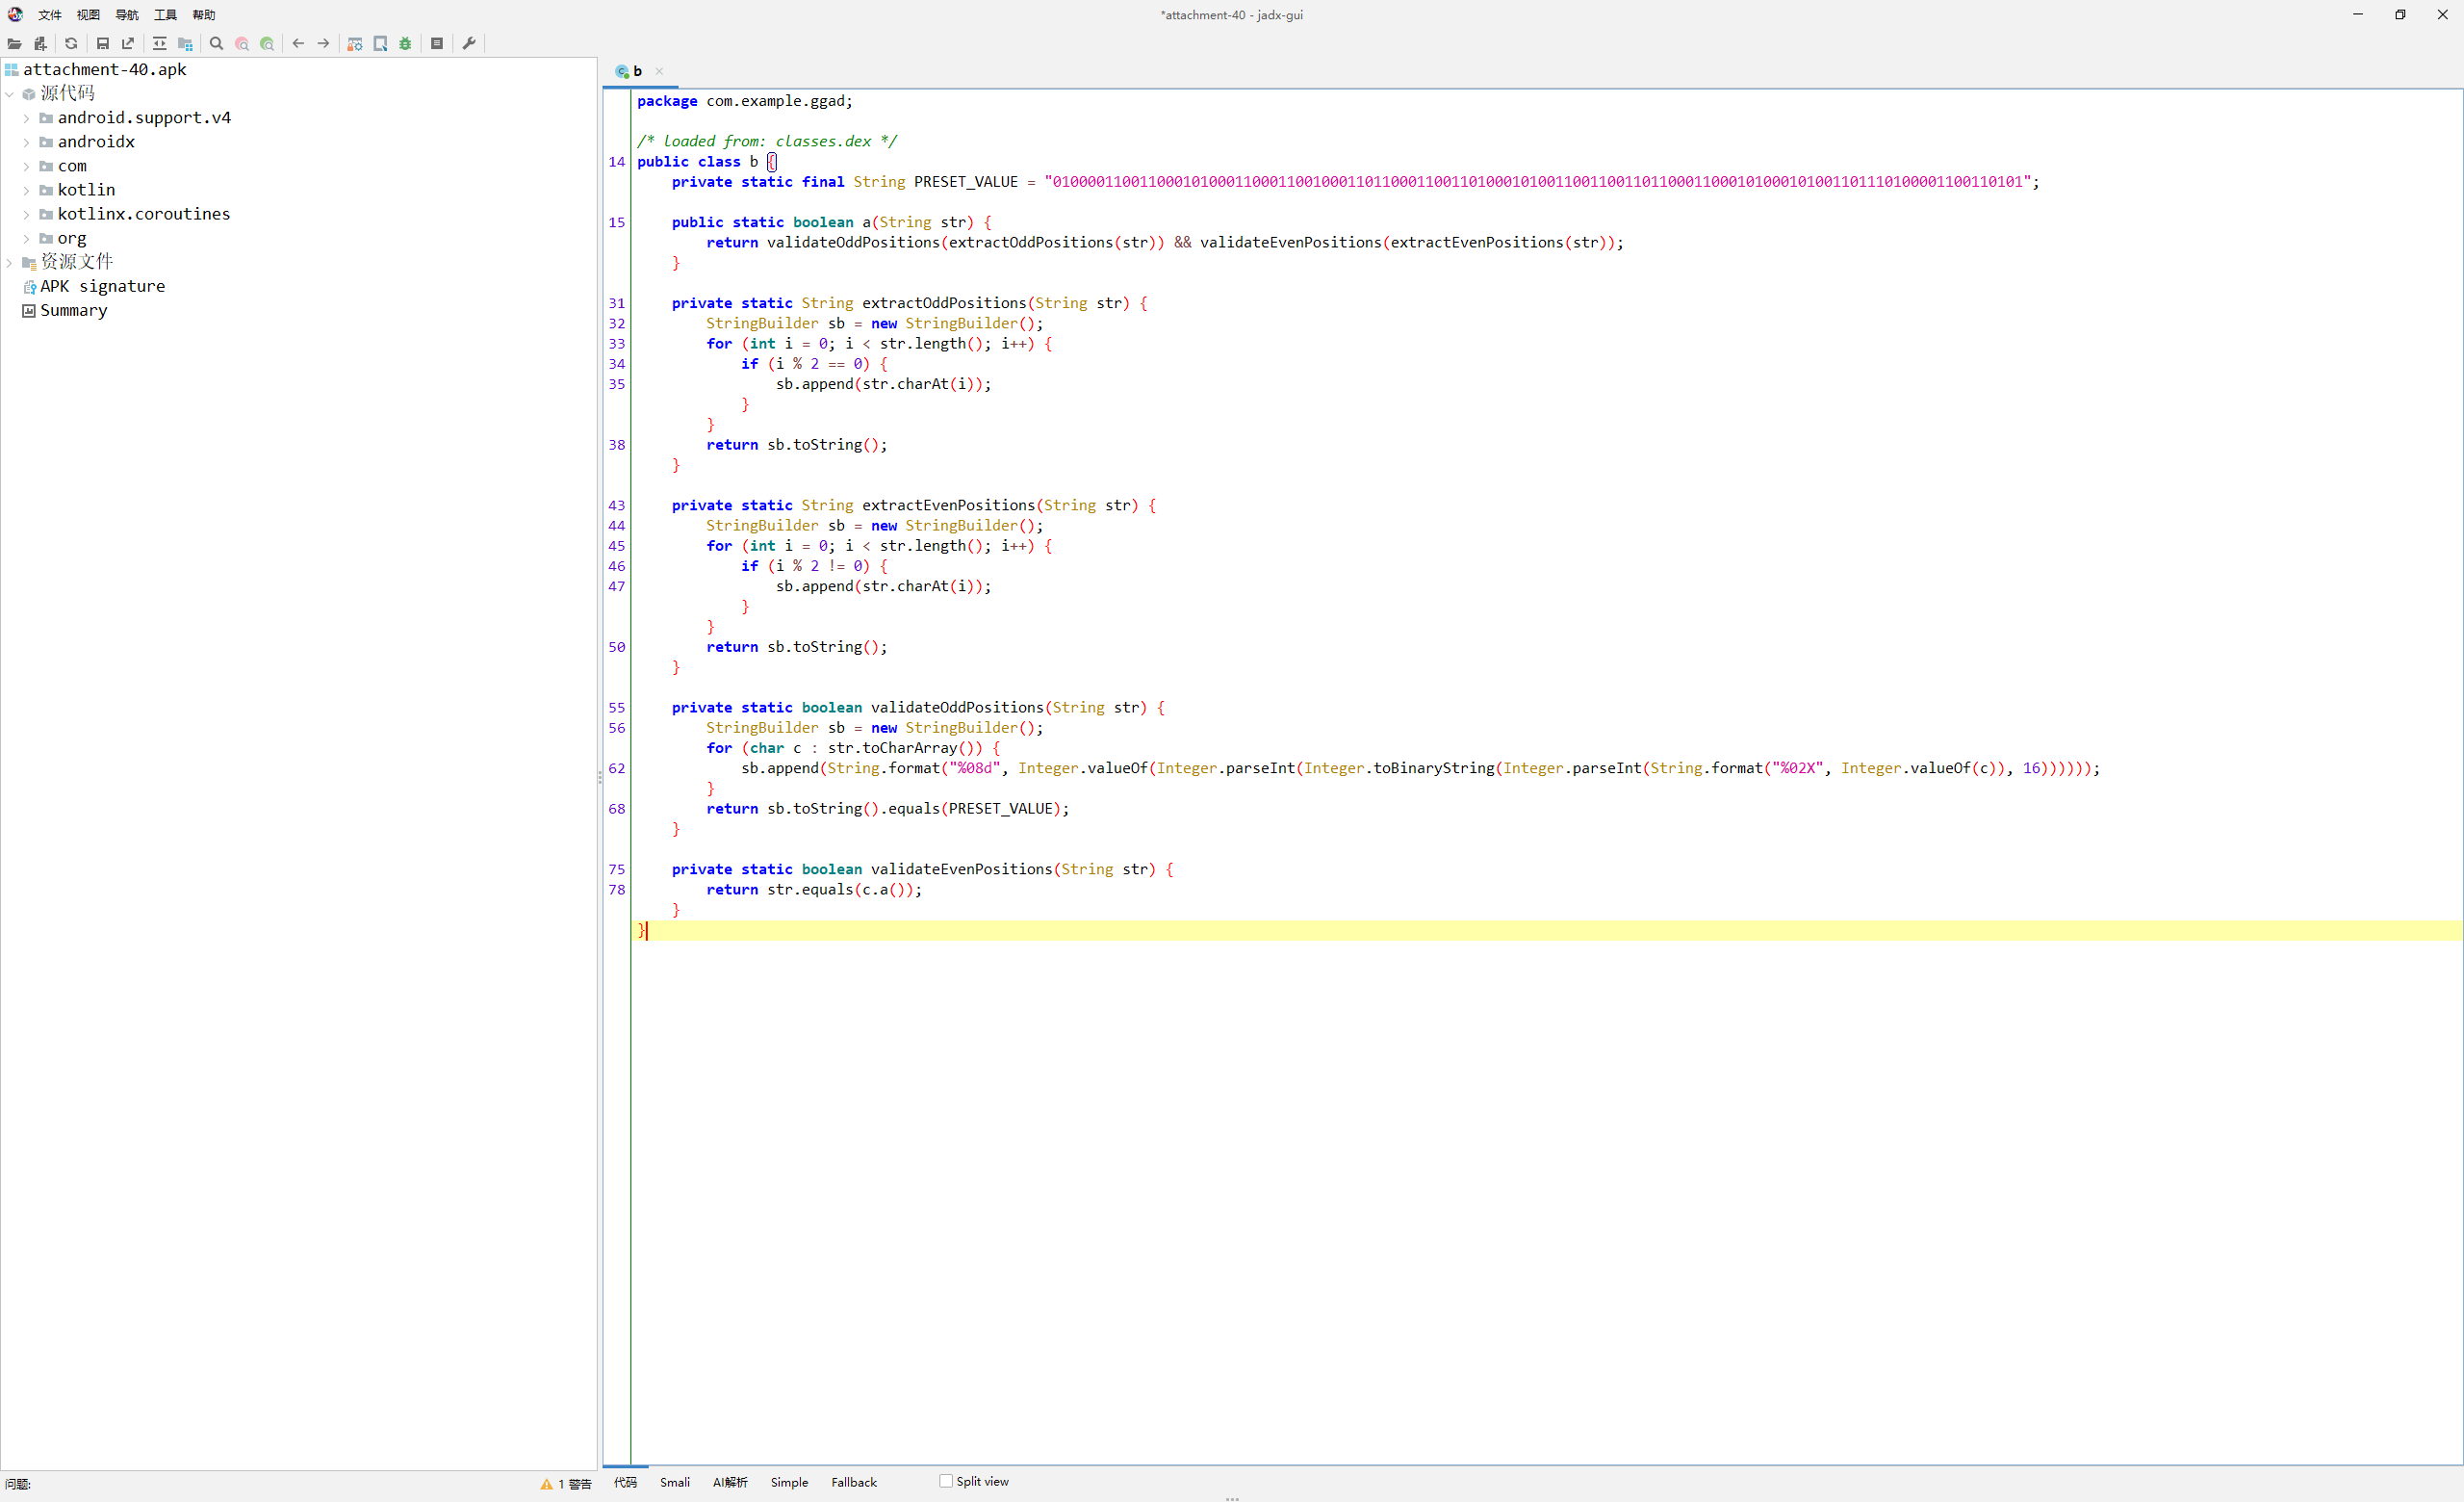 文件 视图 导航 工具 帮助
*attachment-40 - jadx-gui
attachment-40.apk
源代码
android.support.v4
androidx
com
kotlin
kotlinx.coroutines
org
资源文件
APK signature
Summary
b
package com.example.ggad;
/* loaded from: classes.dex */
14 public class b {
private static final String PRESET_VALUE = "0100001100110001010001100011001000110110001100110100010100110011001101100011000101000101001101110100001100110101";
15 public static boolean a(String str) {
return validateOddPositions(extractOddPositions(str)) && validateEvenPositions(extractEvenPositions(str));
}
31 private static String extractOddPositions(String str) {
32 StringBuilder sb = new StringBuilder();
33 for (int i = 0; i < str.length(); i++) {
34 if (i % 2 == 0) {
35 sb.append(str.charAt(i));
}
}
38 return sb.toString();
}
43 private static String extractEvenPositions(String str) {
44 StringBuilder sb = new StringBuilder();
45 for (int i = 0; i < str.length(); i++) {
46 if (i % 2 != 0) {
47 sb.append(str.charAt(i));
}
}
50 return sb.toString();
}
55 private static boolean validateOddPositions(String str) {
56 StringBuilder sb = new StringBuilder();
for (char c : str.toCharArray()) {
62 sb.append(String.format("%08d", Integer.valueOf(Integer.parseInt(Integer.toBinaryString(Integer.parseInt(String.format("%02X", Integer.valueOf(c)), 16))))));
}
68 return sb.toString().equals(PRESET_VALUE);
}
75 private static boolean validateEvenPositions(String str) {
78 return str.equals(c.a());
}
}
问题: 1 警告
代码 Smali AI解析 Simple Fallback Split view